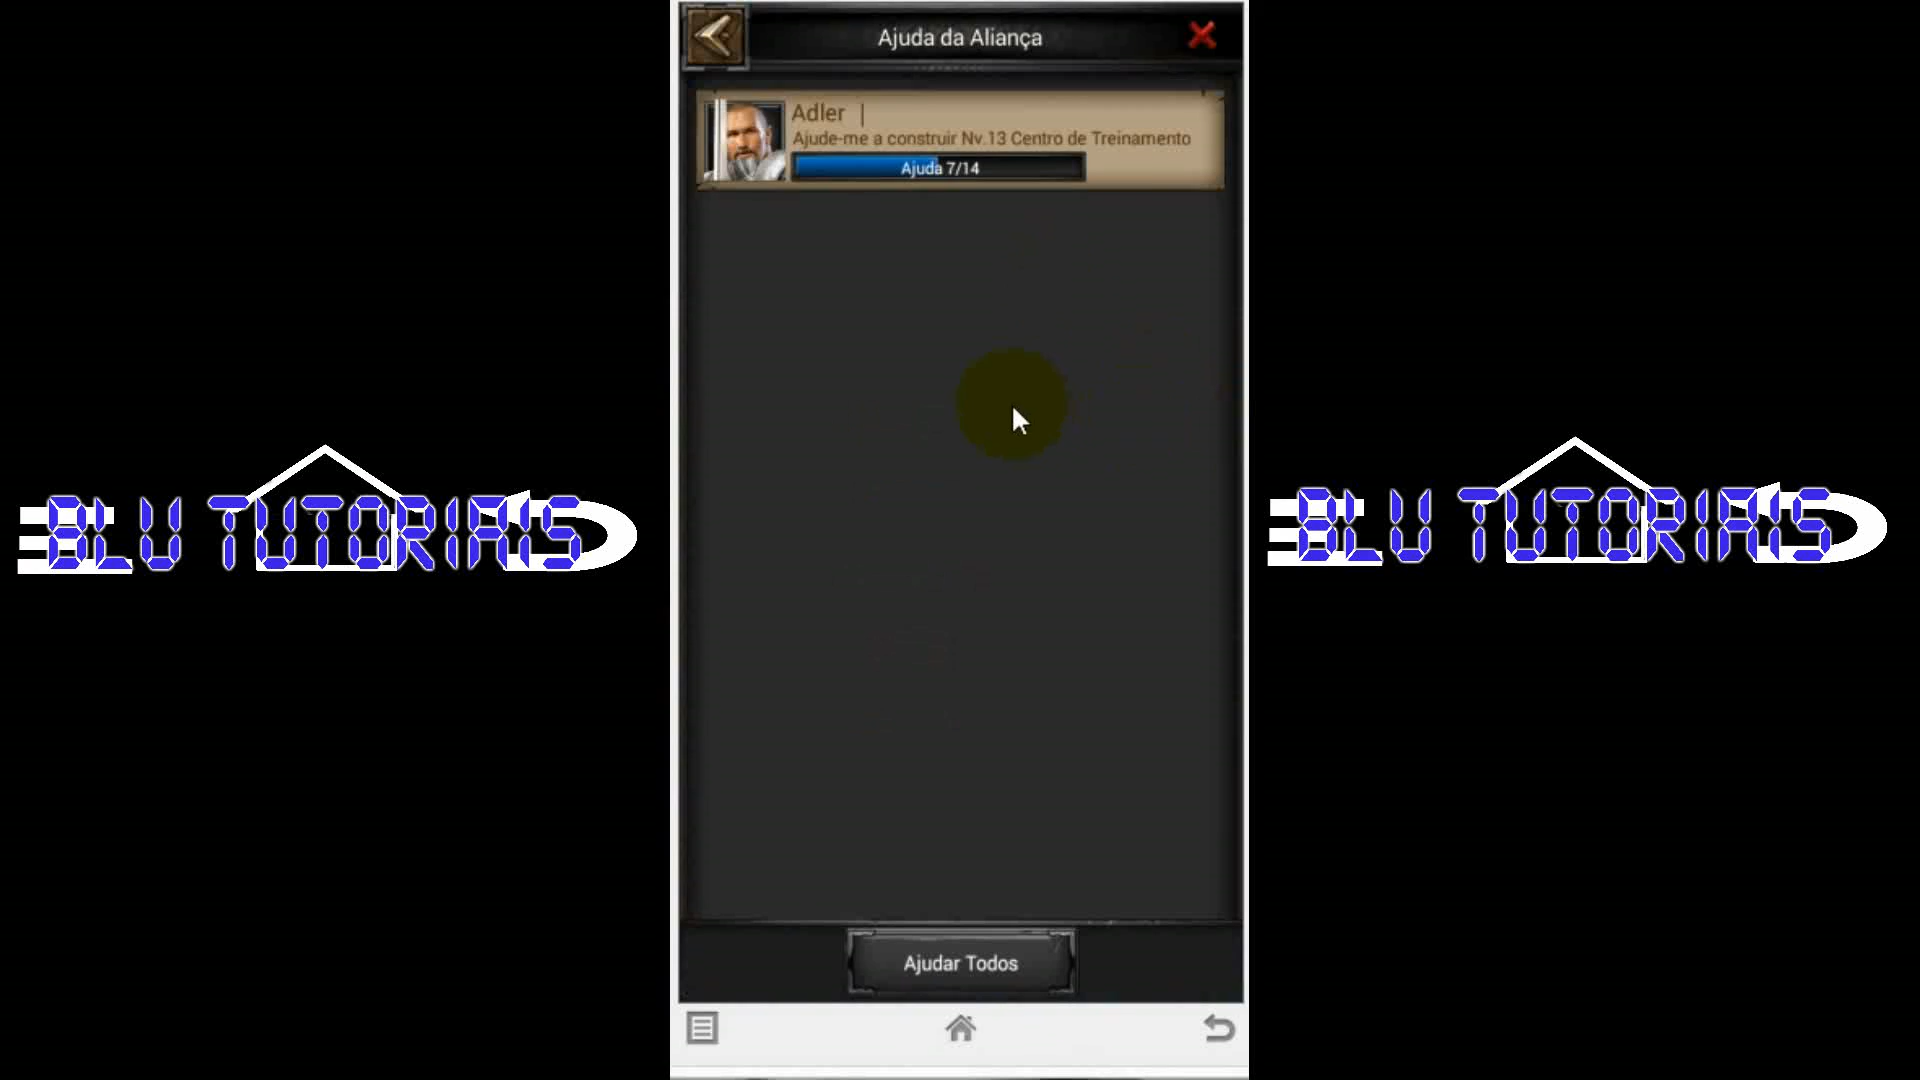 Ajuda da Aliança
Adler |
Ajude-me a construir Nv.13 Centro de Treinamento
Ajuda 7/14
BLU TUTORIAIS
BLU TUTORIAIS
Ajudar Todos